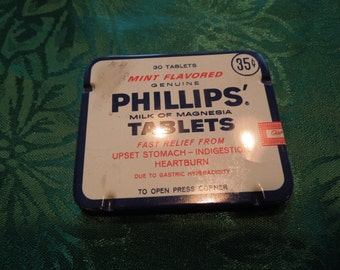 30 TABLETS
35¢
MINT FLAVORED
GENUINE
PHILLIPS'®
MILK OF MAGNESIA
TABLETS
FAST RELIEF FROM
UPSET STOMACH – INDIGESTION
HEARTBURN
DUE TO GASTRIC HYPERACIDITY
TO OPEN PRESS CORNER